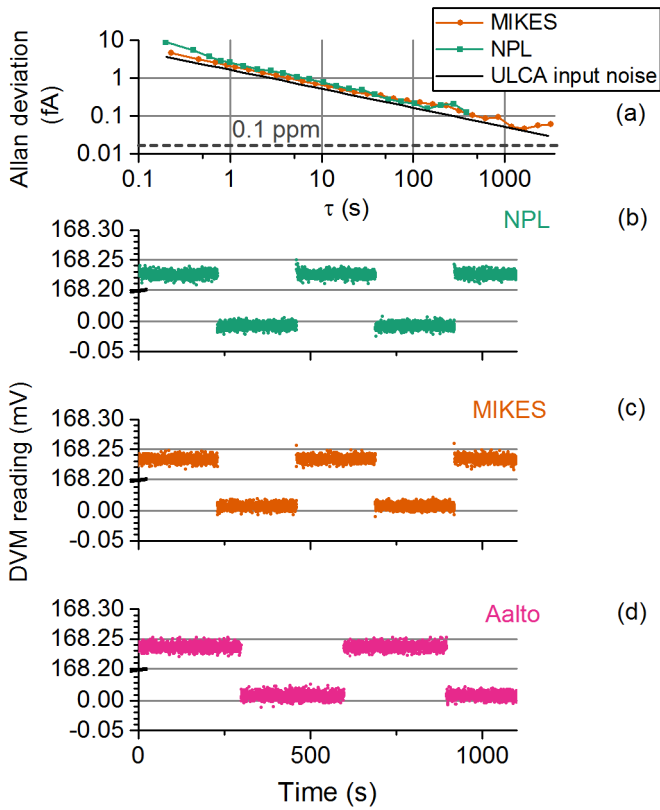 MIKES
NPL
ULCA input noise
Allan deviation
(fA)
10
1
0.1
0.01
0.1 ppm
(a)
0.1 1 10 100 1000
τ (s)
NPL (b)
168.30
168.25
168.20
0.00
-0.05
DVM reading (mV)
MIKES (c)
168.30
168.25
168.20
0.00
-0.05
Aalto (d)
168.30
168.25
168.20
0.00
-0.05
0 500 1000
Time (s)